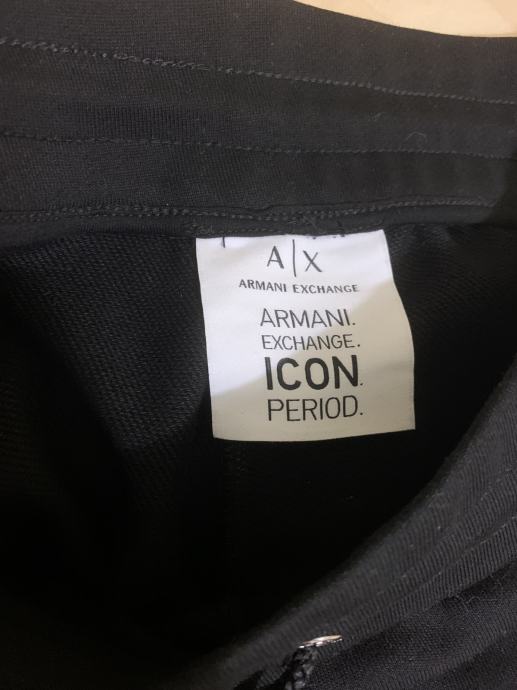 A|X
ARMANI EXCHANGE
ARMANI.
EXCHANGE.
ICON.
PERIOD.